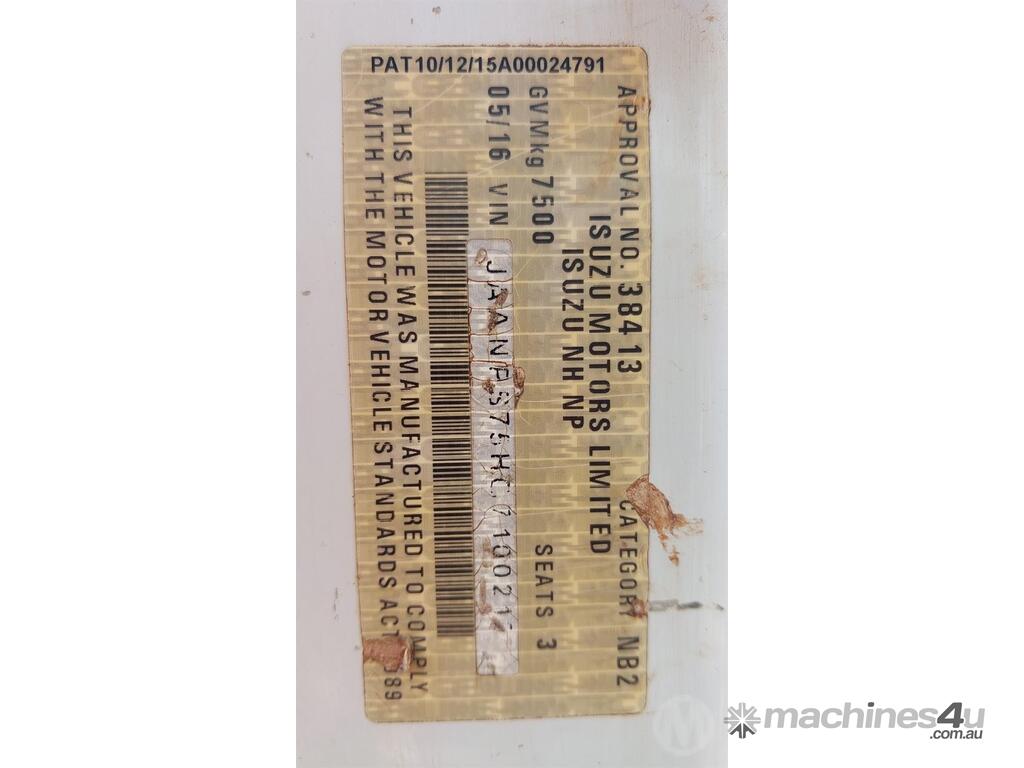 APPROVAL NO. 38413 CATEGORY NB2
ISUZU MOTORS LIMITED
ISUZU NH NP
GVMkg 7500 SEATS 3
05/16 VIN
THIS VEHICLE WAS MANUFACTURED TO COMPLY
WITH THE MOTOR VEHICLE STANDARDS ACT
PAT10/12/15A00024791
machines4u
.com.au